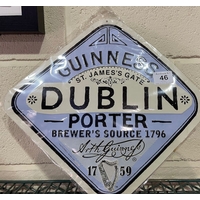 GUINNESS
ST. JAMES'S GATE
46
DUBLIN
PORTER
BREWER'S SOURCE 1796
Arth Guinness
17 59